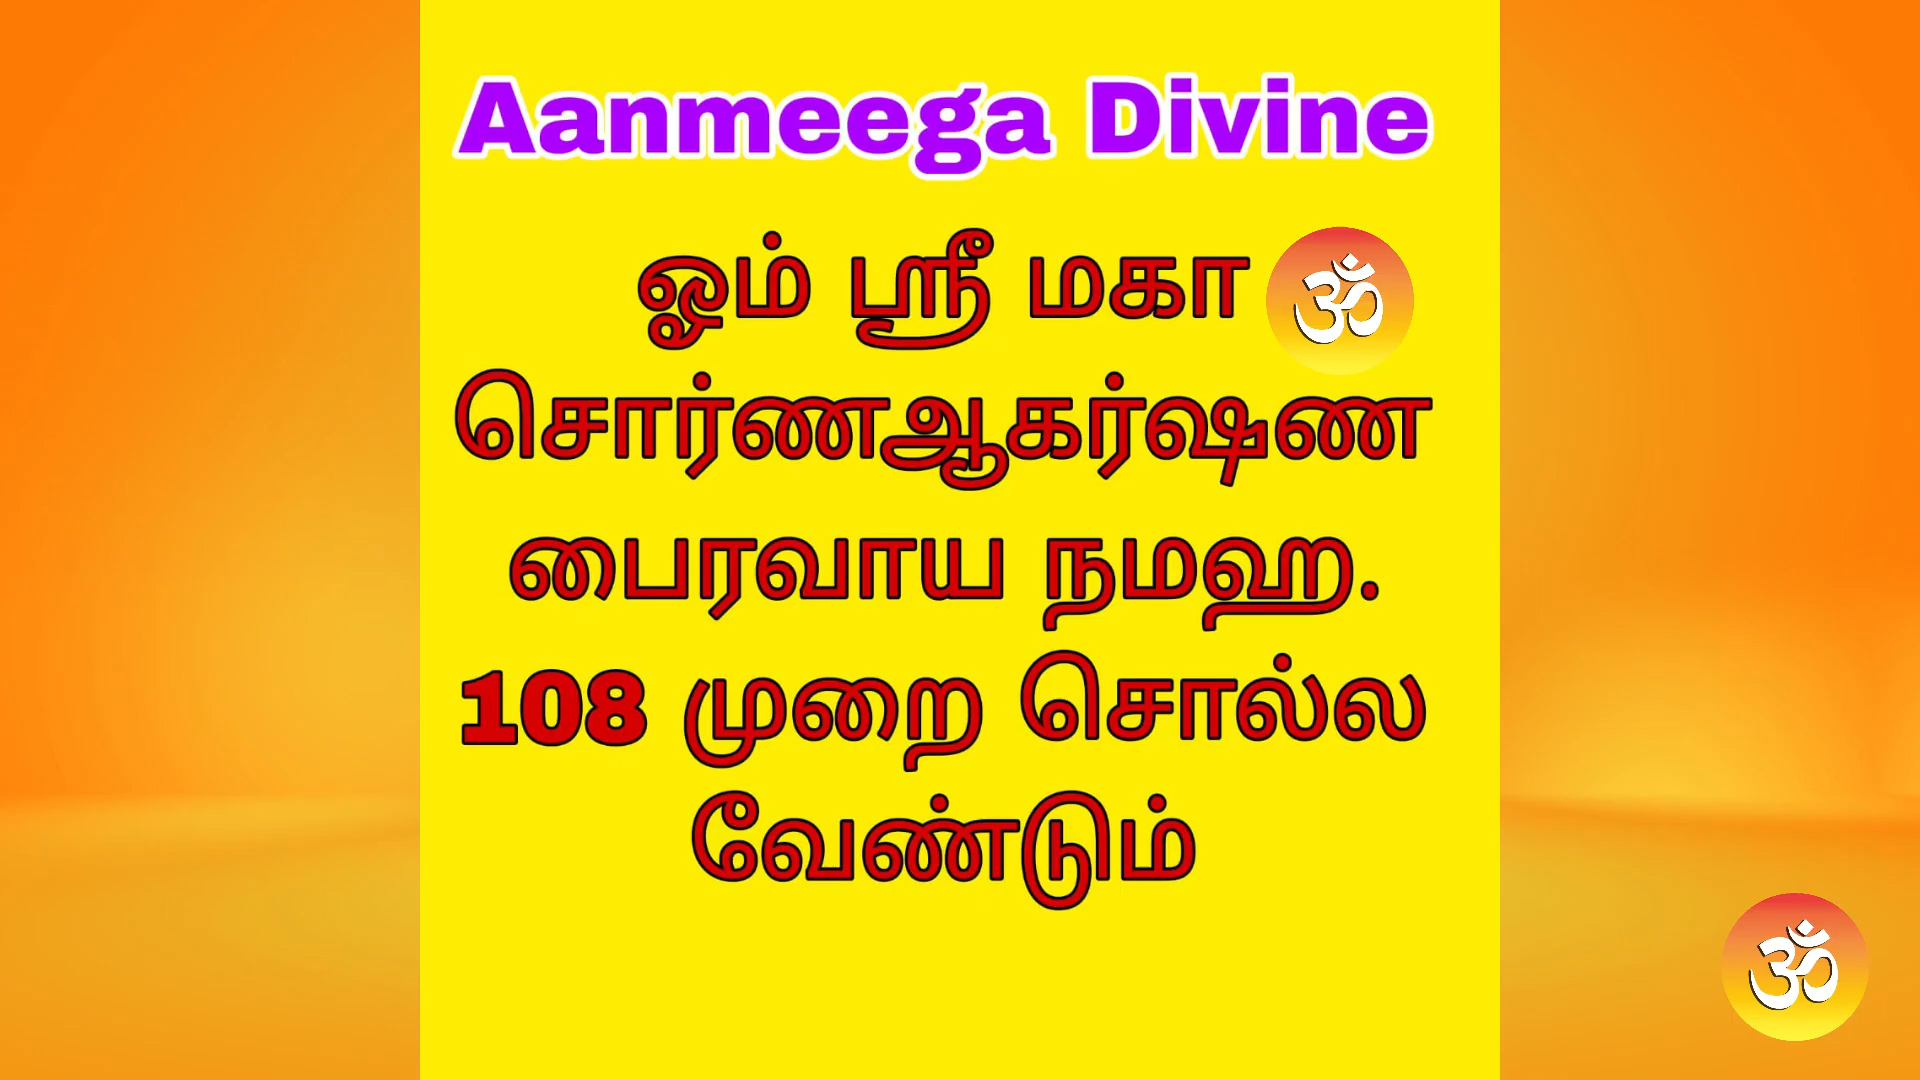 Aanmeega Divine
ஓம் ஸ்ரீ மகா
சொர்ணஆகர்ஷண
பைரவாய நமஹ.
108 முறை சொல்ல
வேண்டும்
ॐ
ॐ